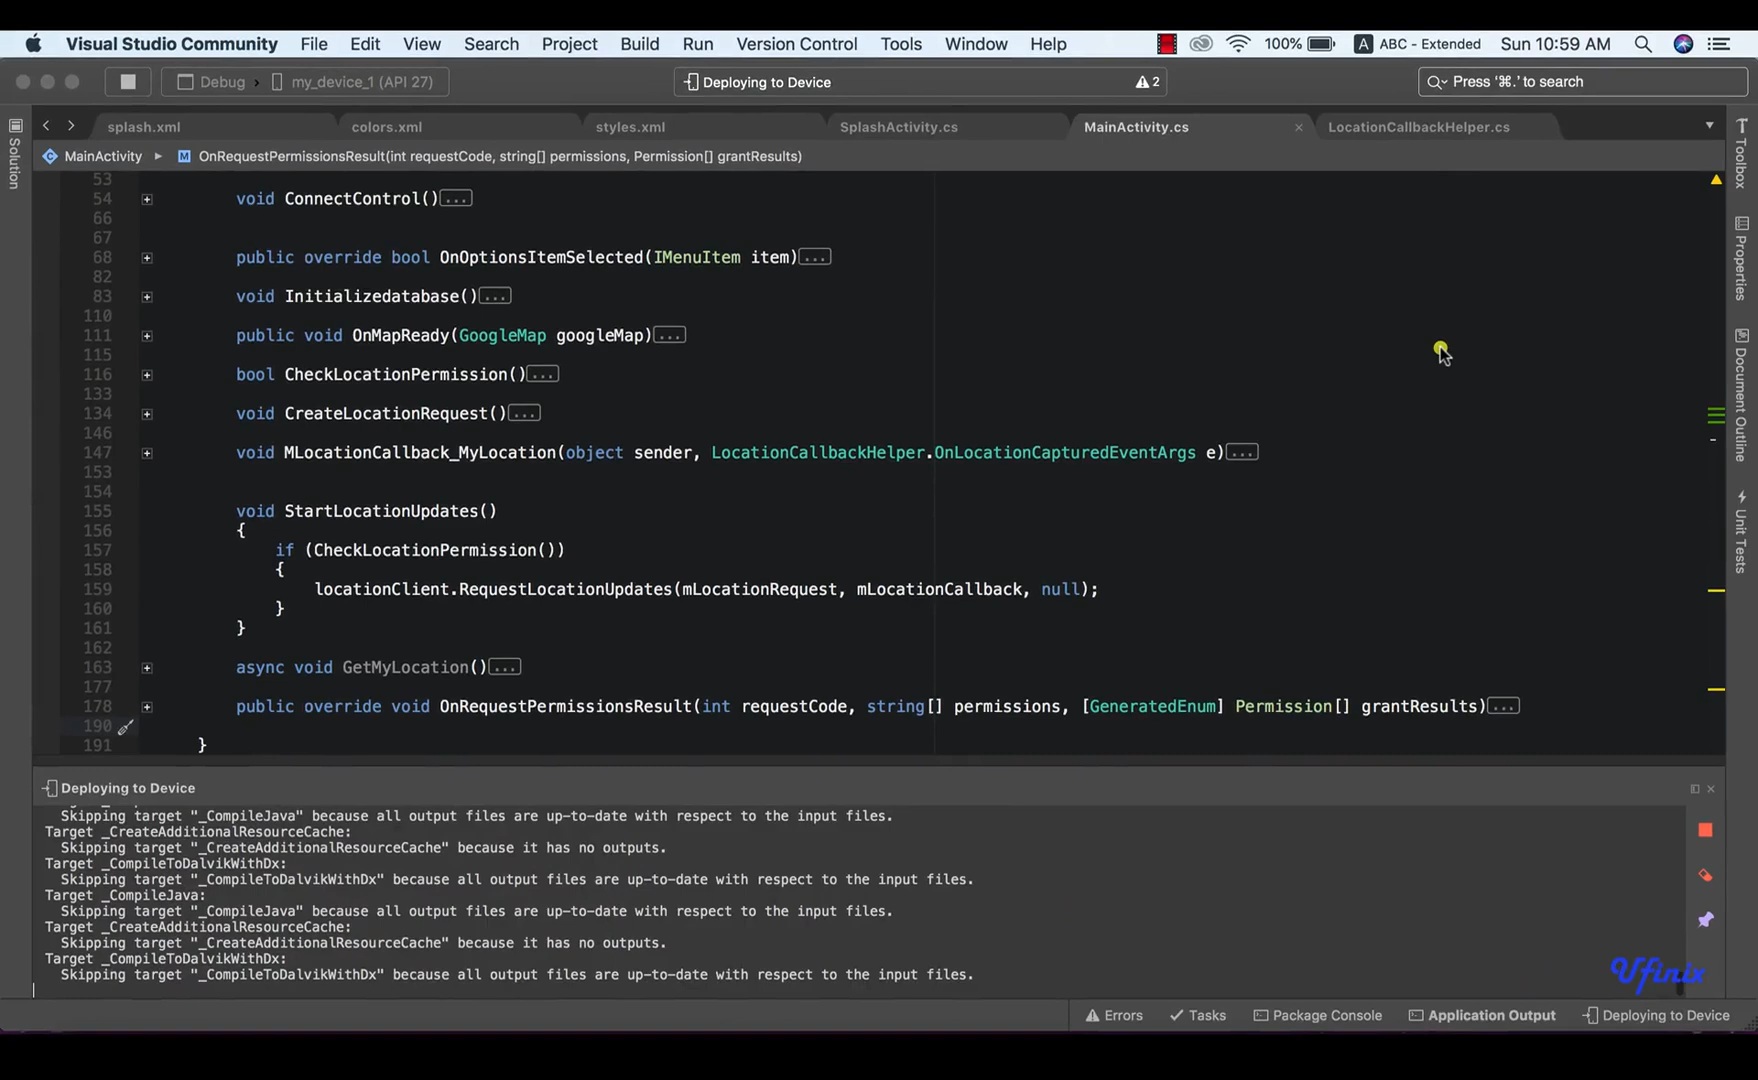 Visual Studio Community File Edit View Search Project Build Run Version Control Tools Window Help 100% A ABC - Extended Sun 10:59 AM
Debug > my_device_1 (API 27) Deploying to Device 2 Press ‘⌘.’ to search
splash.xml colors.xml styles.xml SplashActivity.cs MainActivity.cs × LocationCallbackHelper.cs
MainActivity ▸ M OnRequestPermissionsResult(int requestCode, string[] permissions, Permission[] grantResults)
Solution
Toolbox
Properties
Document Outline
Unit Tests
53
54 void ConnectControl()...
66
67
68 public override bool OnOptionsItemSelected(IMenuItem item)...
82
83 void Initializedatabase()...
110
111 public void OnMapReady(GoogleMap googleMap)...
115
116 bool CheckLocationPermission()...
133
134 void CreateLocationRequest()...
146
147 void MLocationCallback_MyLocation(object sender, LocationCallbackHelper.OnLocationCapturedEventArgs e)...
153
154
155 void StartLocationUpdates()
156 {
157 if (CheckLocationPermission())
158 {
159 locationClient.RequestLocationUpdates(mLocationRequest, mLocationCallback, null);
160 }
161 }
162
163 async void GetMyLocation()...
177
178 public override void OnRequestPermissionsResult(int requestCode, string[] permissions, [GeneratedEnum] Permission[] grantResults)...
190
191 }
Deploying to Device
Skipping target "_CompileJava" because all output files are up-to-date with respect to the input files.
Target _CreateAdditionalResourceCache:
Skipping target "_CreateAdditionalResourceCache" because it has no outputs.
Target _CompileToDalvikWithDx:
Skipping target "_CompileToDalvikWithDx" because all output files are up-to-date with respect to the input files.
Target _CompileJava:
Skipping target "_CompileJava" because all output files are up-to-date with respect to the input files.
Target _CreateAdditionalResourceCache:
Skipping target "_CreateAdditionalResourceCache" because it has no outputs.
Target _CompileToDalvikWithDx:
Skipping target "_CompileToDalvikWithDx" because all output files are up-to-date with respect to the input files.
Ufinix
Errors Tasks Package Console Application Output Deploying to Device